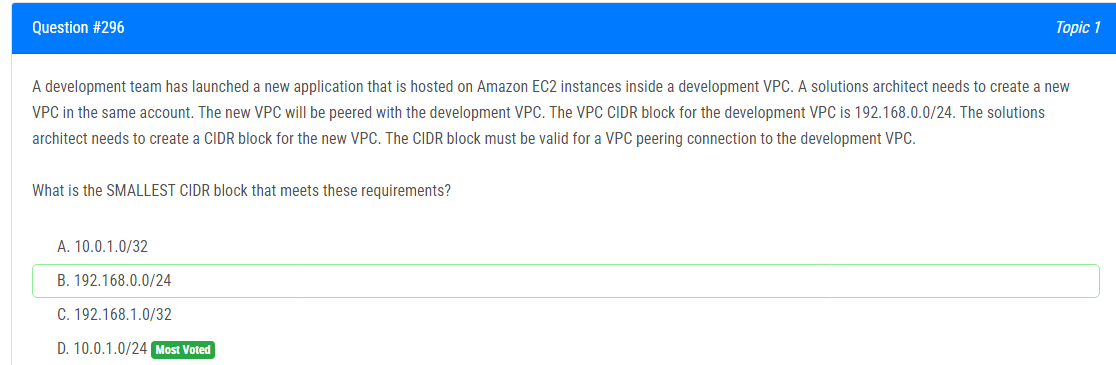 Question #296
Topic 1
A development team has launched a new application that is hosted on Amazon EC2 instances inside a development VPC. A solutions architect needs to create a new
VPC in the same account. The new VPC will be peered with the development VPC. The VPC CIDR block for the development VPC is 192.168.0.0/24. The solutions
architect needs to create a CIDR block for the new VPC. The CIDR block must be valid for a VPC peering connection to the development VPC.
What is the SMALLEST CIDR block that meets these requirements?
A. 10.0.1.0/32
B. 192.168.0.0/24
C. 192.168.1.0/32
D. 10.0.1.0/24 Most Voted